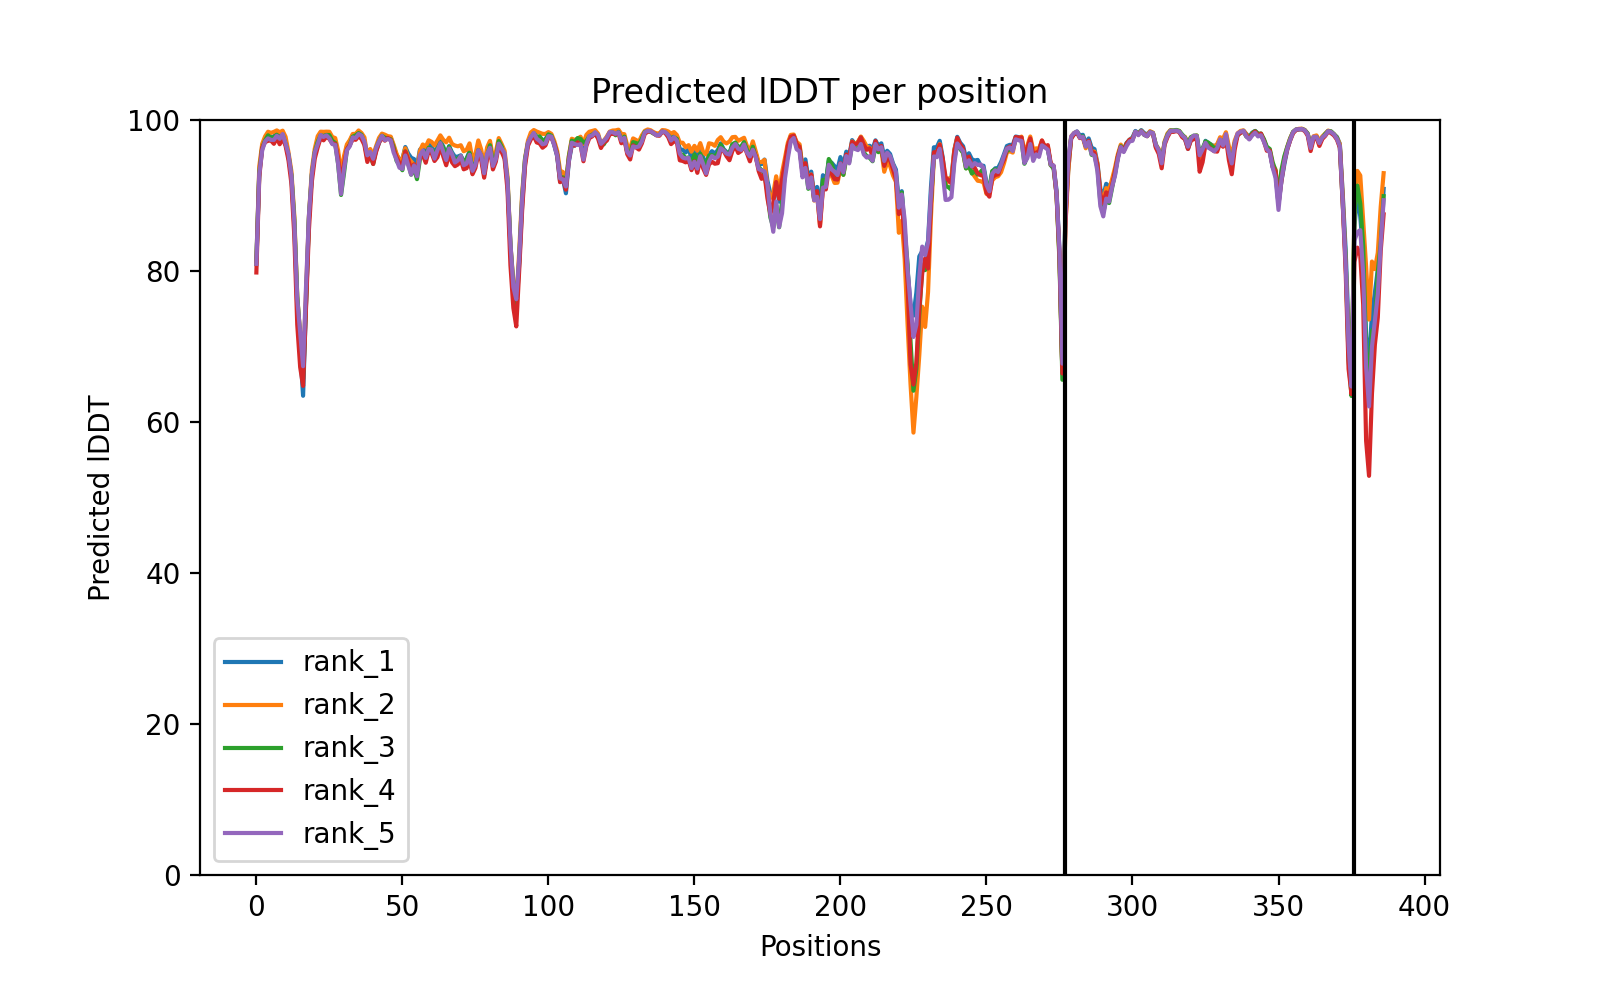 Predicted lDDT per position
100
80
60
40
20
0
Predicted lDDT
rank_1
rank_2
rank_3
rank_4
rank_5
0 50 100 150 200 250 300 350 400
Positions